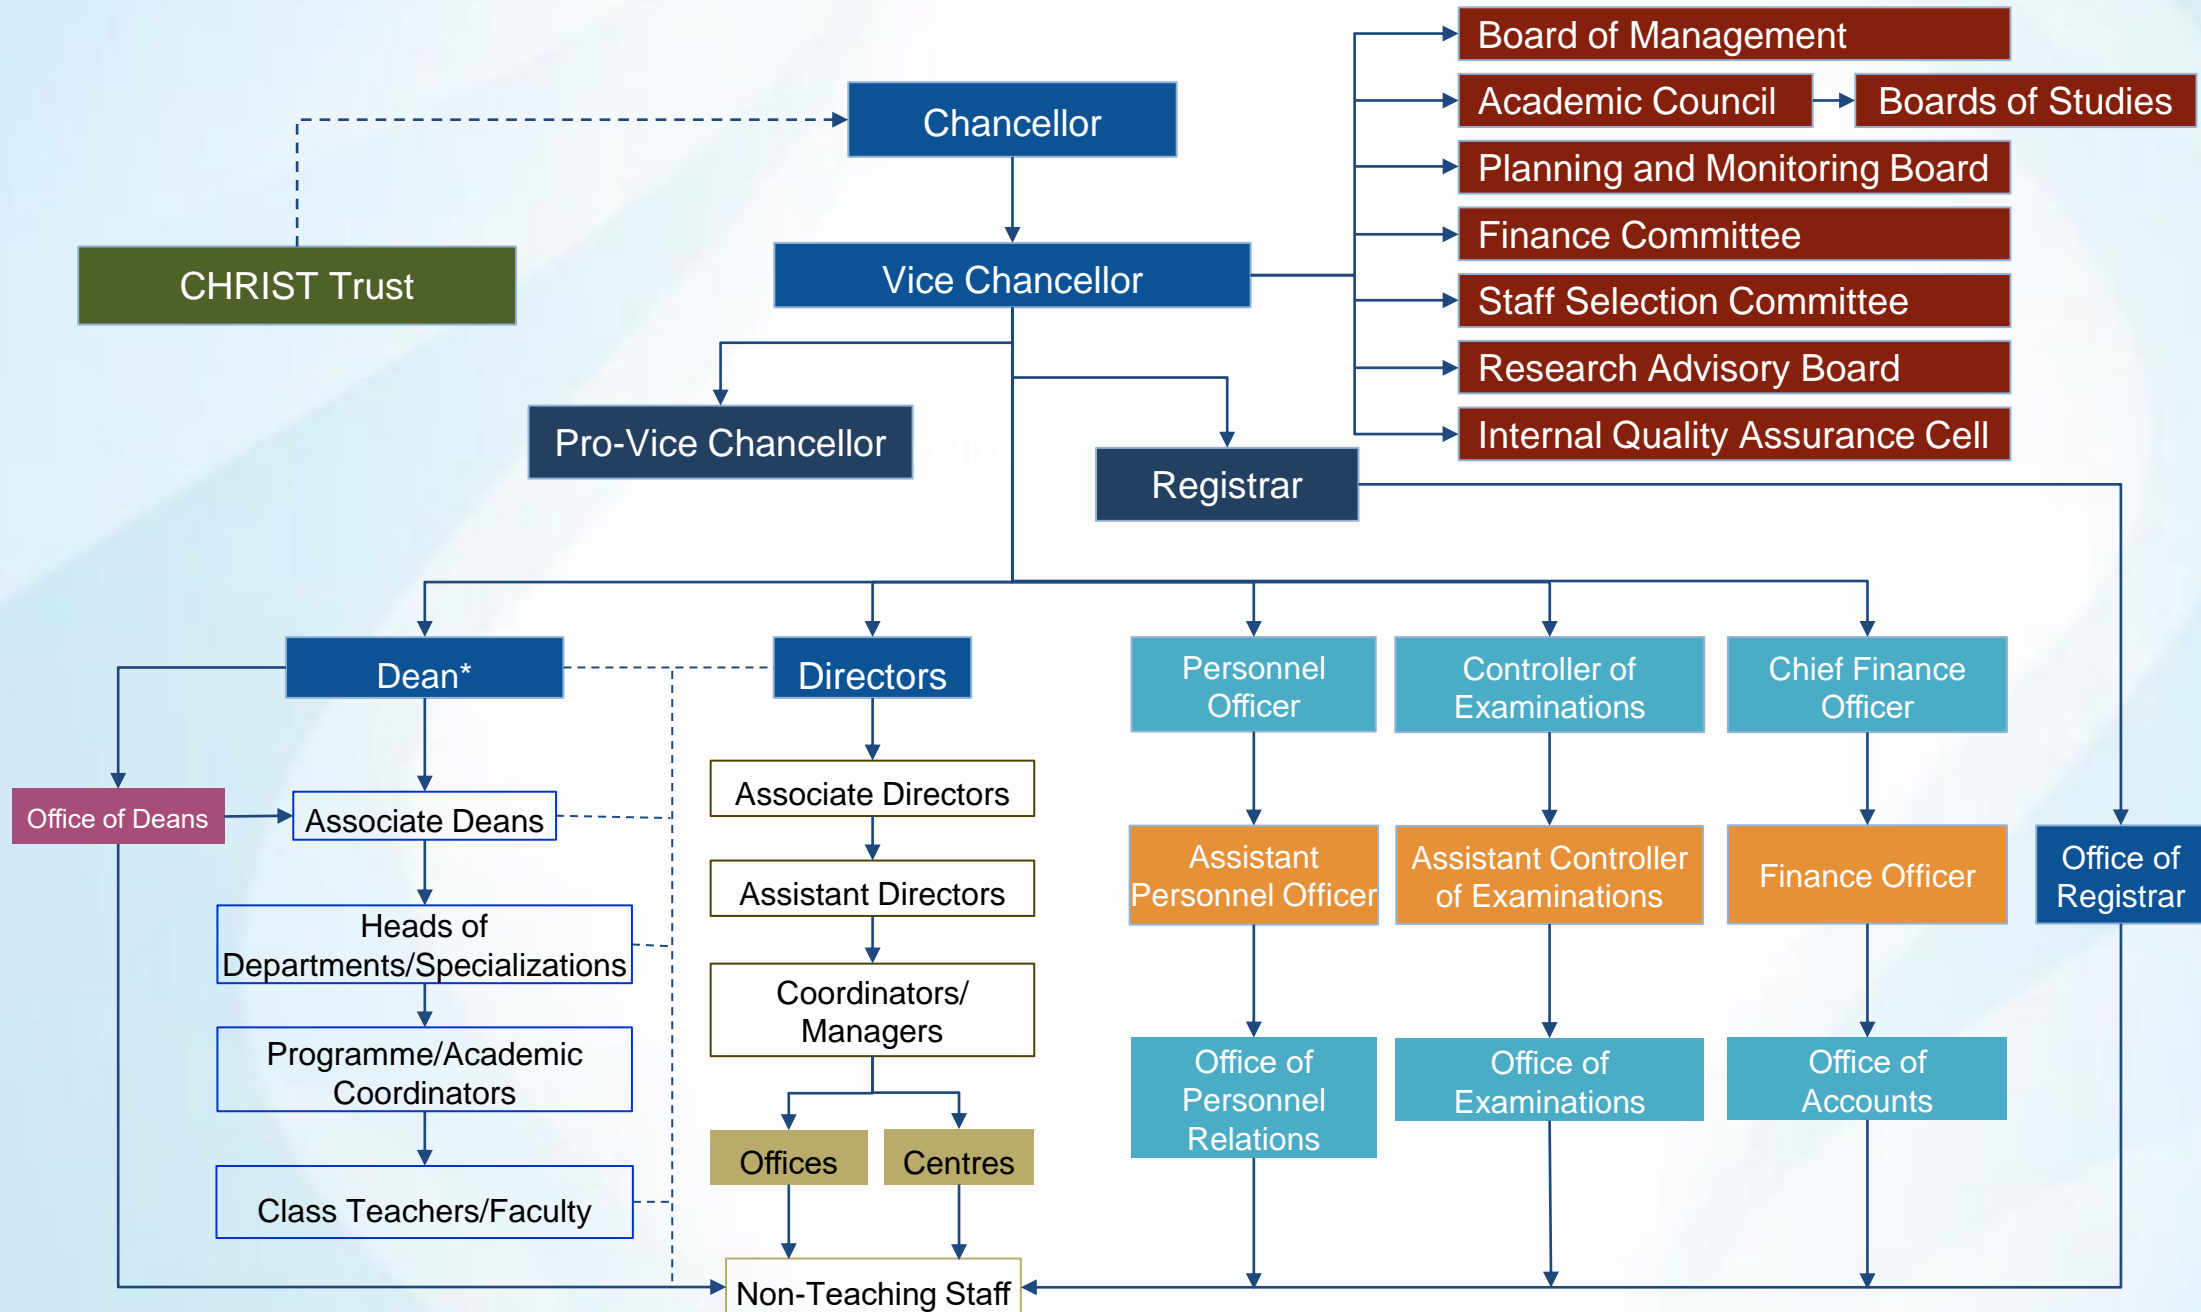 Board of Management
Chancellor
Academic Council
Boards of Studies
Planning and Monitoring Board
Finance Committee
CHRIST Trust
Vice Chancellor
Staff Selection Committee
Research Advisory Board
Pro-Vice Chancellor
Internal Quality Assurance Cell
Registrar
Dean*
Directors
Personnel
Officer
Controller of
Examinations
Chief Finance
Officer
Office of Deans
Associate Deans
Associate Directors
Assistant
Personnel Officer
Assistant Controller
of Examinations
Finance Officer
Office of
Registrar
Assistant Directors
Heads of
Departments/Specializations
Coordinators/
Managers
Programme/Academic
Coordinators
Office of
Personnel
Relations
Office of
Examinations
Office of
Accounts
Offices
Centres
Class Teachers/Faculty
Non-Teaching Staff